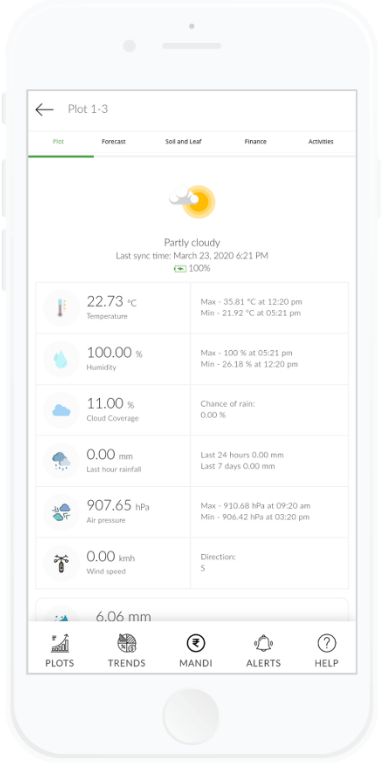 Plot 1-3
Plot Forecast Soil and Leaf Finance Activities
Partly cloudy
Last sync time: March 23, 2020 6:21 PM
100%
22.73 °C
Temperature
Max - 35.81 °C at 12:20 pm
Min - 21.92 °C at 05:21 pm
100.00 %
Humidity
Max - 100 % at 05:21 pm
Min - 26.18 % at 12:20 pm
11.00 %
Cloud Coverage
Chance of rain:
0.00 %
0.00 mm
Last hour rainfall
Last 24 hours 0.00 mm
Last 7 days 0.00 mm
907.65 hPa
Air pressure
Max - 910.68 hPa at 09:20 am
Min - 906.42 hPa at 03:20 pm
0.00 kmh
Wind speed
Direction:
S
6.06 mm
PLOTS TRENDS MANDI ALERTS HELP